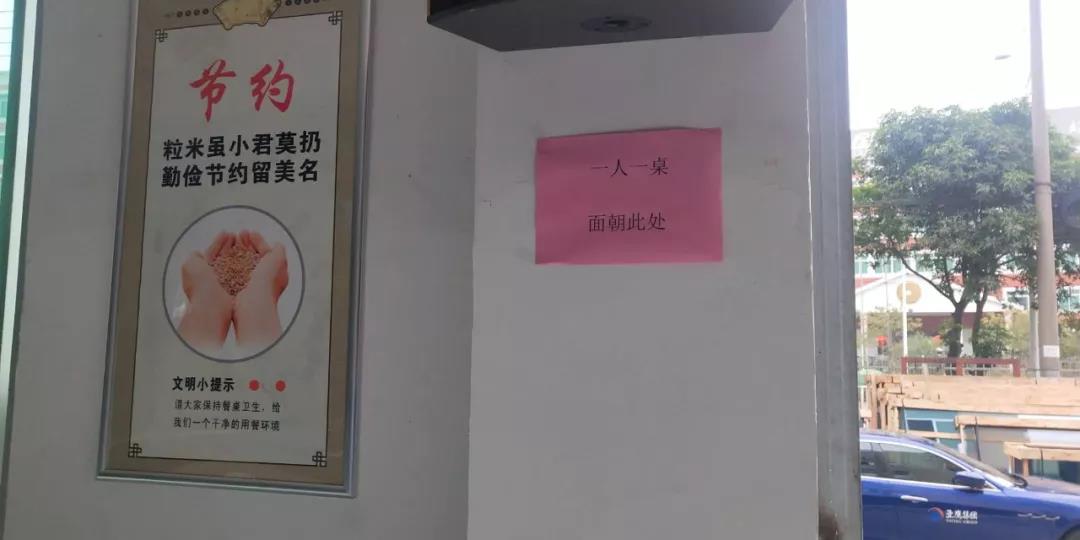 节约
粒米虽小君莫扔
勤俭节约留美名
文明小提示
请大家保持餐桌卫生，给
我们一个干净的用餐环境
一人一桌
面朝此处